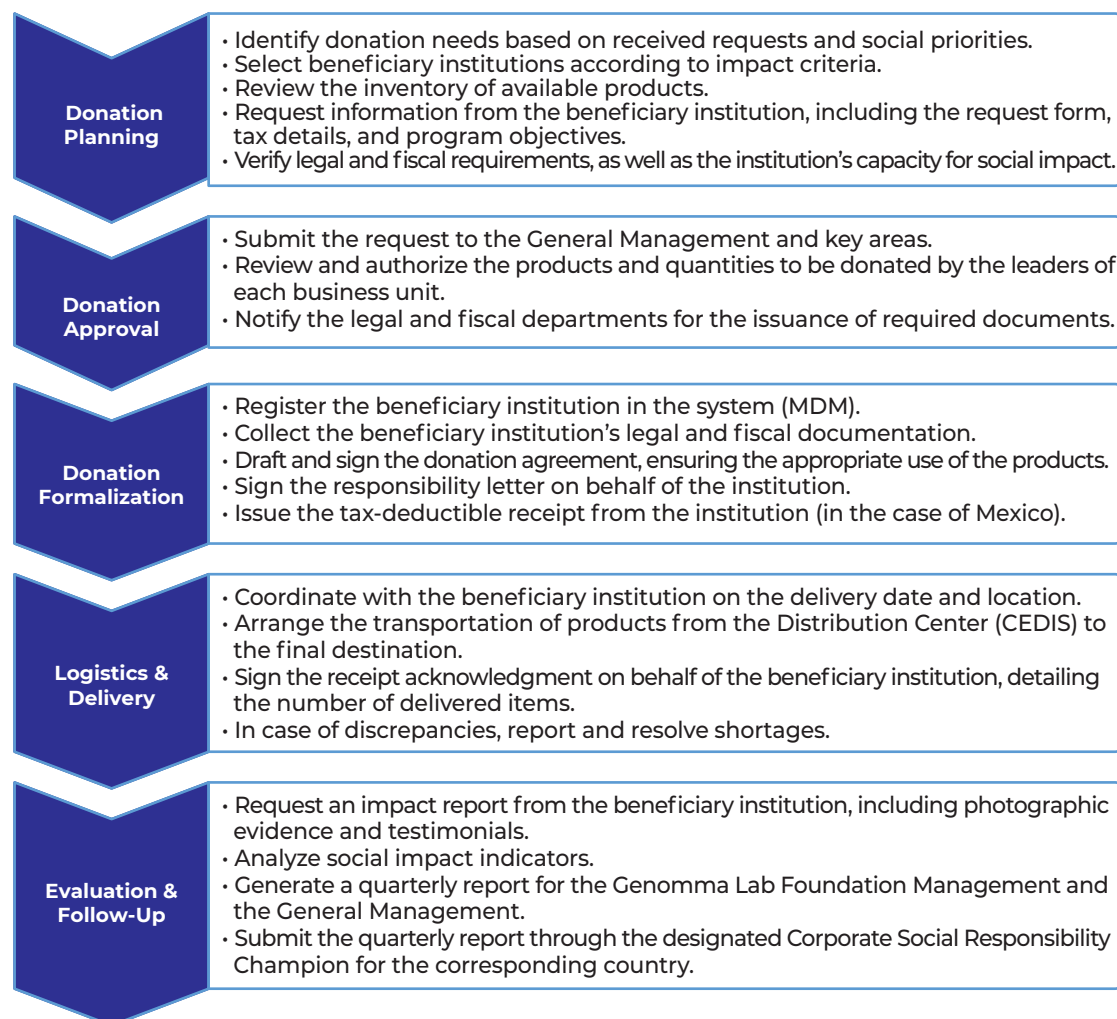 Donation
Planning
• Identify donation needs based on received requests and social priorities.
• Select beneficiary institutions according to impact criteria.
• Review the inventory of available products.
• Request information from the beneficiary institution, including the request form,
tax details, and program objectives.
• Verify legal and fiscal requirements, as well as the institution's capacity for social impact.
Donation
Approval
• Submit the request to the General Management and key areas.
• Review and authorize the products and quantities to be donated by the leaders of
each business unit.
• Notify the legal and fiscal departments for the issuance of required documents.
Donation
Formalization
• Register the beneficiary institution in the system (MDM).
• Collect the beneficiary institution's legal and fiscal documentation.
• Draft and sign the donation agreement, ensuring the appropriate use of the products.
• Sign the responsibility letter on behalf of the institution.
• Issue the tax-deductible receipt from the institution (in the case of Mexico).
Logistics &
Delivery
• Coordinate with the beneficiary institution on the delivery date and location.
• Arrange the transportation of products from the Distribution Center (CEDIS) to
the final destination.
• Sign the receipt acknowledgment on behalf of the beneficiary institution, detailing
the number of delivered items.
• In case of discrepancies, report and resolve shortages.
Evaluation &
Follow-Up
• Request an impact report from the beneficiary institution, including photographic
evidence and testimonials.
• Analyze social impact indicators.
• Generate a quarterly report for the Genomma Lab Foundation Management and
the General Management.
• Submit the quarterly report through the designated Corporate Social Responsibility
Champion for the corresponding country.